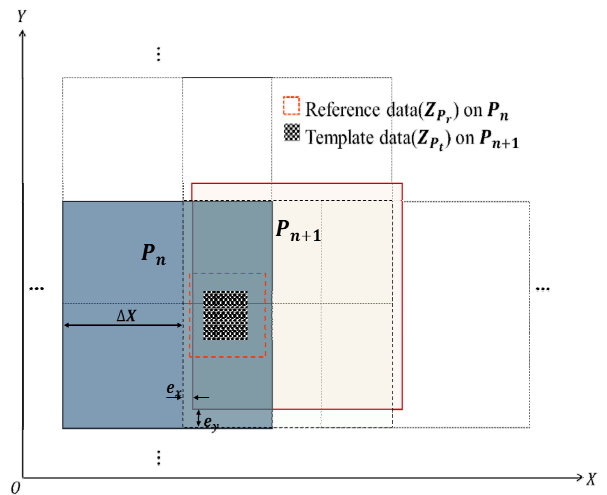 Y
⋮
Reference data(Z_{P_r}) on P_n
Template data(Z_{P_t}) on P_{n+1}
P_n
P_{n+1}
...
...
ΔX
e_x
e_y
⋮
O
X